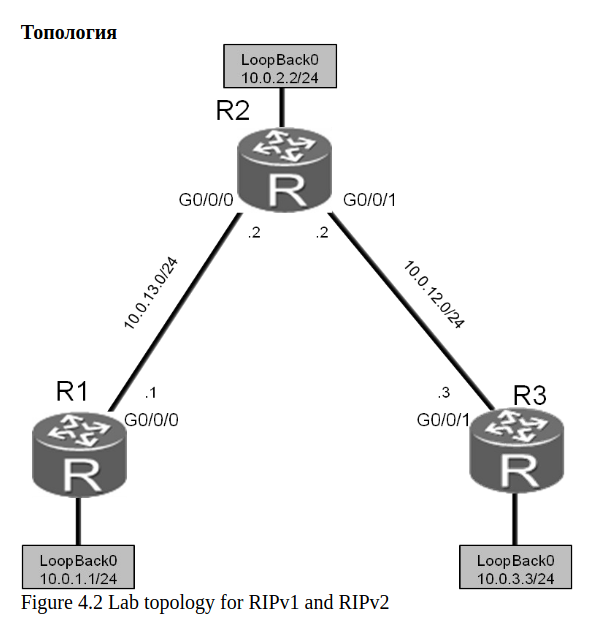 Топология
LoopBack0
10.0.2.2/24
R2
R
G0/0/0
G0/0/1
.2
.2
10.0.13.0/24
10.0.12.0/24
R1
.1
G0/0/0
R
.3
R3
G0/0/1
R
LoopBack0
10.0.1.1/24
LoopBack0
10.0.3.3/24
Figure 4.2 Lab topology for RIPv1 and RIPv2